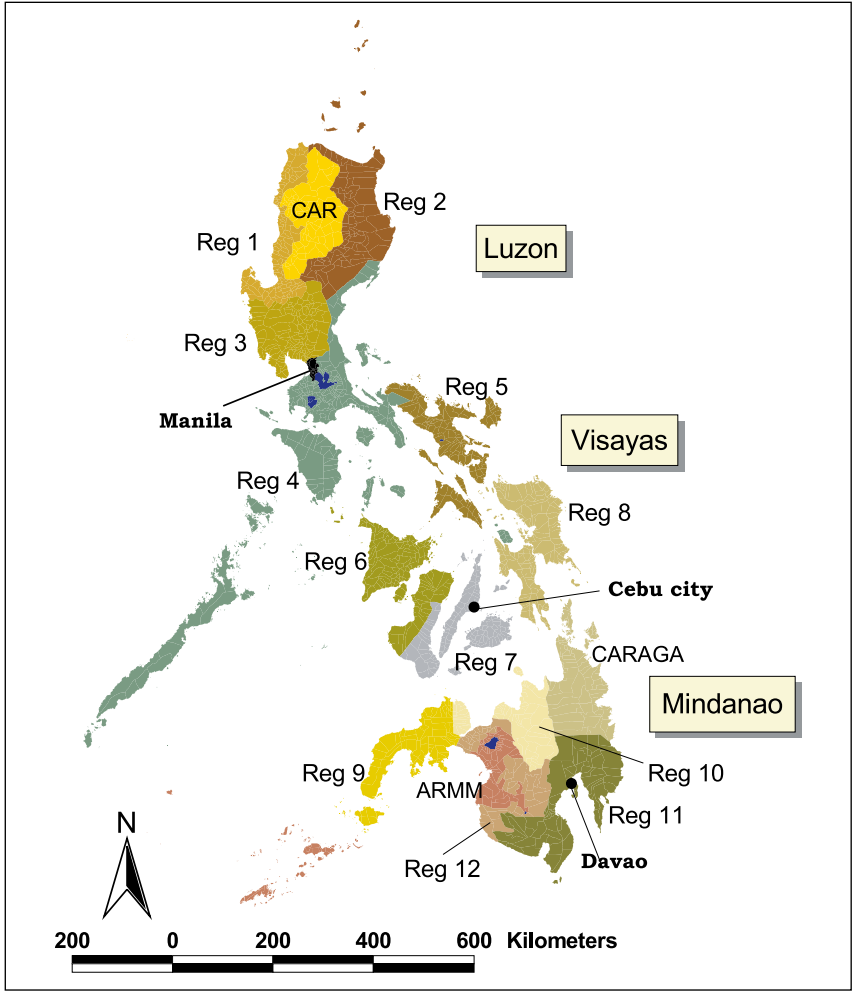 Reg 2
CAR
Reg 1
Luzon
Reg 3
Reg 5
Manila
Visayas
Reg 4
Reg 8
Reg 6
Cebu city
Reg 7
CARAGA
Mindanao
Reg 9
Reg 10
ARMM
Reg 11
N
Reg 12
Davao
200 0 200 400 600 Kilometers